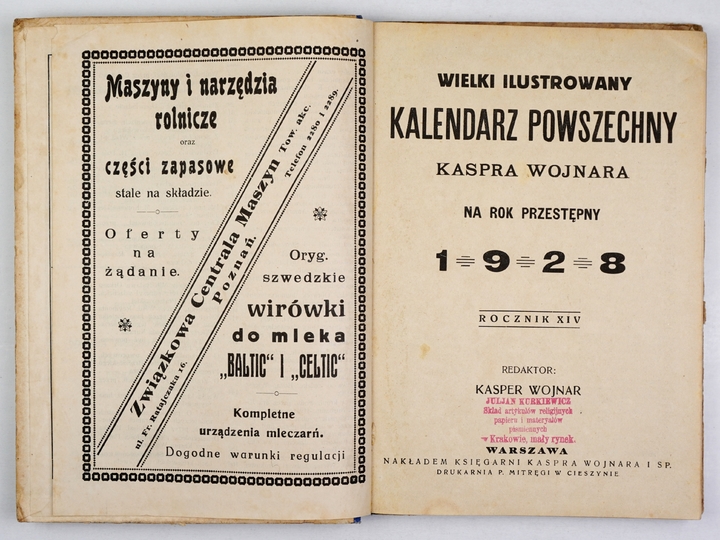 Maszyny i narzędzia
rolnicze
oraz
części zapasowe
stale na składzie.
Oferty
na
żądanie.
Związkowa Centrala Maszyn Tow. akc.
Poznań.
ul. Fr. Ratajczaka 16.
Telefon 2280 i 2289.
Oryg.
szwedzkie
wirówki
do mleka
„BALTIC“ I „CELTIC“
Kompletne
urządzenia mleczarń.
Dogodne warunki regulacji
WIELKI ILUSTROWANY
KALENDARZ POWSZECHNY
KASPRA WOJNARA
NA ROK PRZESTĘPNY
1928
ROCZNIK XIV
REDAKTOR:
KASPER WOJNAR
JULJAN KURKIEWICZ
Skład artykułów religijnych
papieru i materyałów
piśmiennych
w Krakowie, mały rynek.
WARSZAWA
NAKŁADEM KSIĘGARNI KASPRA WOJNARA I SP.
DRUKARNIA P. MITRĘGI W CIESZYNIE